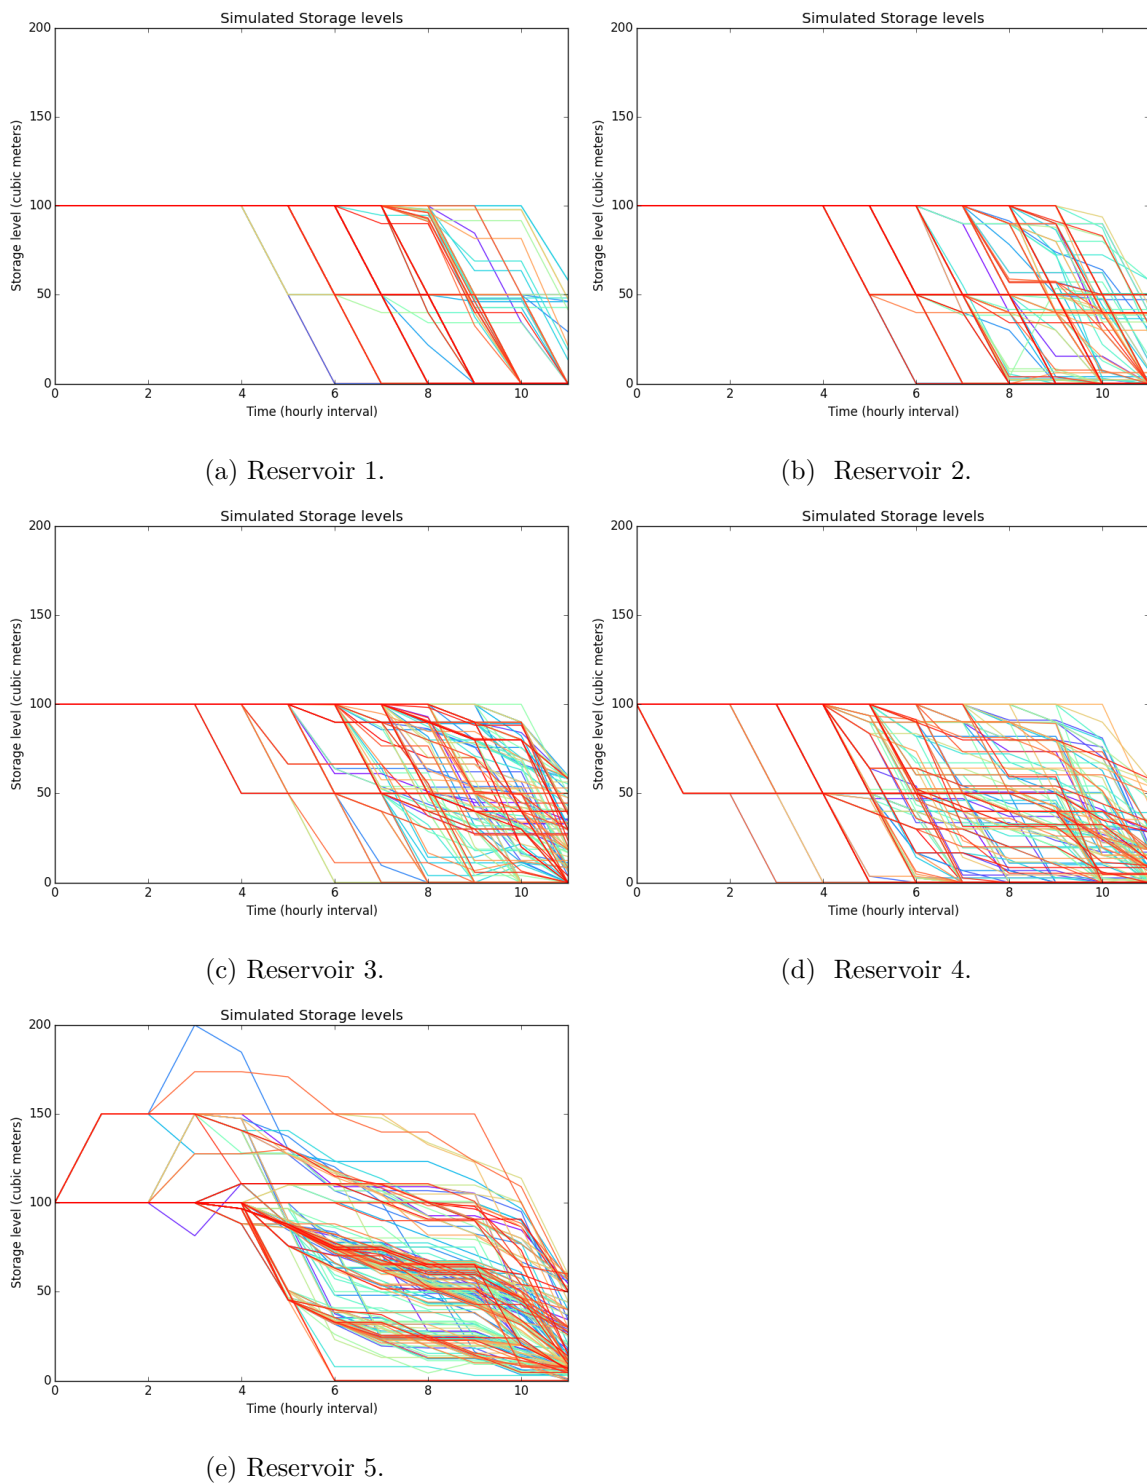 Simulated Storage levels
Storage level (cubic meters)
200
150
100
50
0
0 2 4 6 8 10
Time (hourly interval)
(a) Reservoir 1.
Simulated Storage levels
Storage level (cubic meters)
200
150
100
50
0
0 2 4 6 8 10
Time (hourly interval)
(b) Reservoir 2.
Simulated Storage levels
Storage level (cubic meters)
200
150
100
50
0
0 2 4 6 8 10
Time (hourly interval)
(c) Reservoir 3.
Simulated Storage levels
Storage level (cubic meters)
200
150
100
50
0
0 2 4 6 8 10
Time (hourly interval)
(d) Reservoir 4.
Simulated Storage levels
Storage level (cubic meters)
200
150
100
50
0
0 2 4 6 8 10
Time (hourly interval)
(e) Reservoir 5.